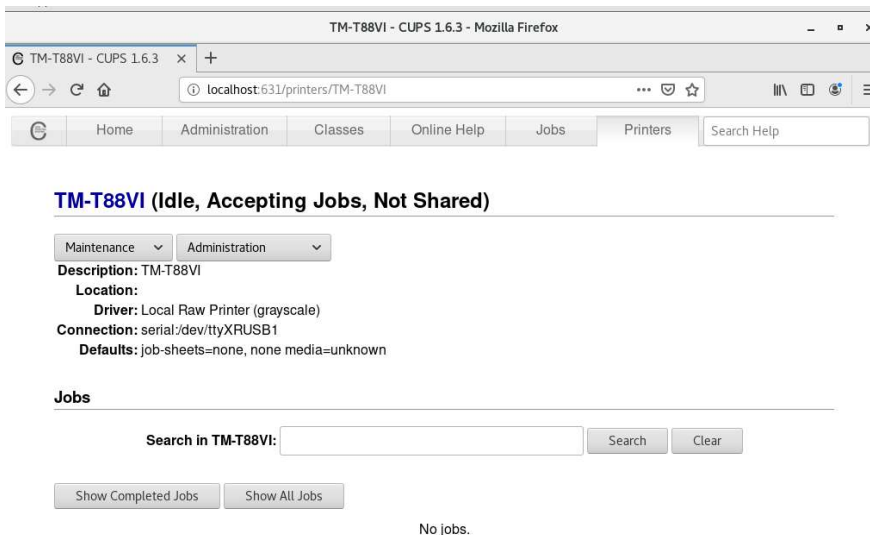 TM-T88VI - CUPS 1.6.3 - Mozilla Firefox
TM-T88VI - CUPS 1.6.3
localhost:631/printers/TM-T88VI
Home Administration Classes Online Help Jobs Printers Search Help
TM-T88VI (Idle, Accepting Jobs, Not Shared)
Maintenance Administration
Description: TM-T88VI
Location:
Driver: Local Raw Printer (grayscale)
Connection: serial:/dev/ttyXRUSB1
Defaults: job-sheets=none, none media=unknown
Jobs
Search in TM-T88VI: Search Clear
Show Completed Jobs Show All Jobs
No jobs.